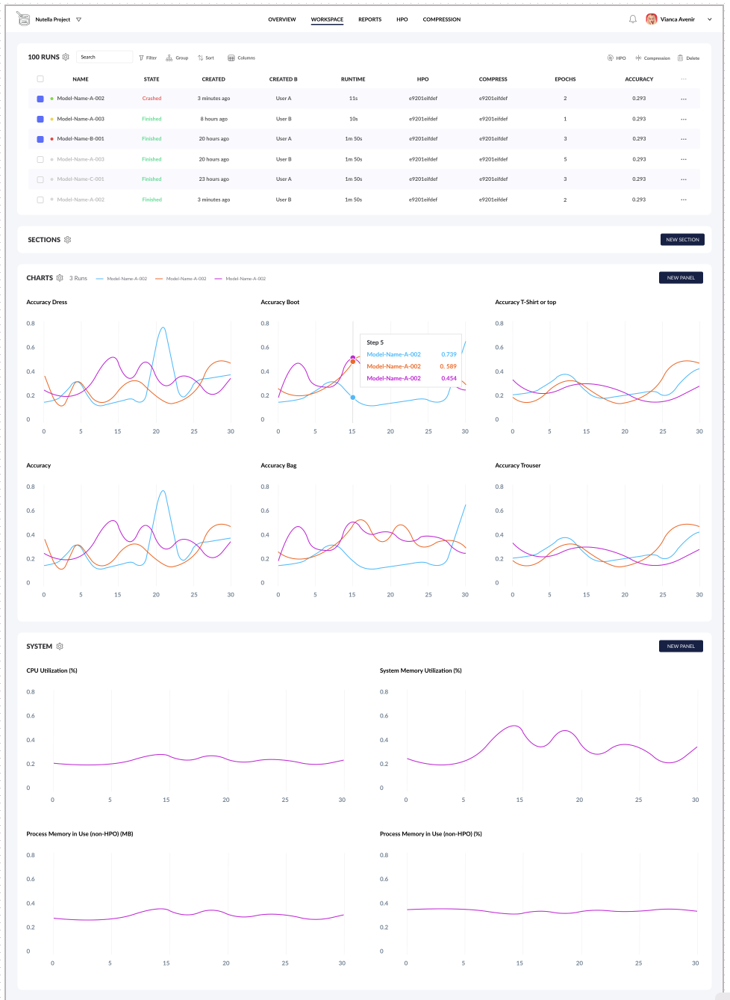 Nutella Project OVERVIEW WORKSPACE REPORTS HPO COMPRESSION Vianca Avenir
100 RUNS Search Filter Group Sort Columns HPO Compression Delete
NAME STATE CREATED CREATED B RUNTIME HPO COMPRESS EPOCHS ACCURACY ...
Model-Name-A-002 Crashed 3 minutes ago User A 11s e9201eifdef e9201eifdef 2 0.293 ...
Model-Name-A-003 Finished 8 hours ago User B 10s e9201eifdef e9201eifdef 1 0.293 ...
Model-Name-B-001 Finished 20 hours ago User A 1m 50s e9201eifdef e9201eifdef 3 0.293 ...
Model-Name-A-003 Finished 20 hours ago User B 1m 50s e9201eifdef e9201eifdef 5 0.293 ...
Model-Name-C-001 Finished 23 hours ago User A 1m 50s e9201eifdef e9201eifdef 3 0.293 ...
Model-Name-A-002 Finished 3 minutes ago User B 1m 50s e9201eifdef e9201eifdef 2 0.293 ...
SECTIONS NEW SECTION
CHARTS 3 Runs Model-Name-A-002 Model-Name-A-002 Model-Name-A-002 NEW PANEL
Accuracy Dress
0.8
0.6
0.4
0.2
0
0 5 15 20 25 30
Accuracy Boot
0.8
0.6
0.4
0.2
0
0 5 15 20 25 30
Step 5
Model-Name-A-002 0.739
Model-Name-A-002 0. 589
Model-Name-A-002 0.454
Accuracy T-Shirt or top
0.8
0.6
0.4
0.2
0
0 5 15 20 25 30
Accuracy
0.8
0.6
0.4
0.2
0
0 5 15 20 25 30
Accuracy Bag
0.8
0.6
0.4
0.2
0
0 5 15 20 25 30
Accuracy Trouser
0.8
0.6
0.4
0.2
0
0 5 15 20 25 30
SYSTEM NEW PANEL
CPU Utilization (%)
0.8
0.6
0.4
0.2
0
0 5 15 20 25 30
System Memory Utilization (%)
0.8
0.6
0.4
0.2
0
0 5 15 20 25 30
Process Memory in Use (non-HPO) (MB)
0.8
0.6
0.4
0.2
0
0 5 15 20 25 30
Process Memory in Use (non-HPO) (%)
0.8
0.6
0.4
0.2
0
0 5 15 20 25 30